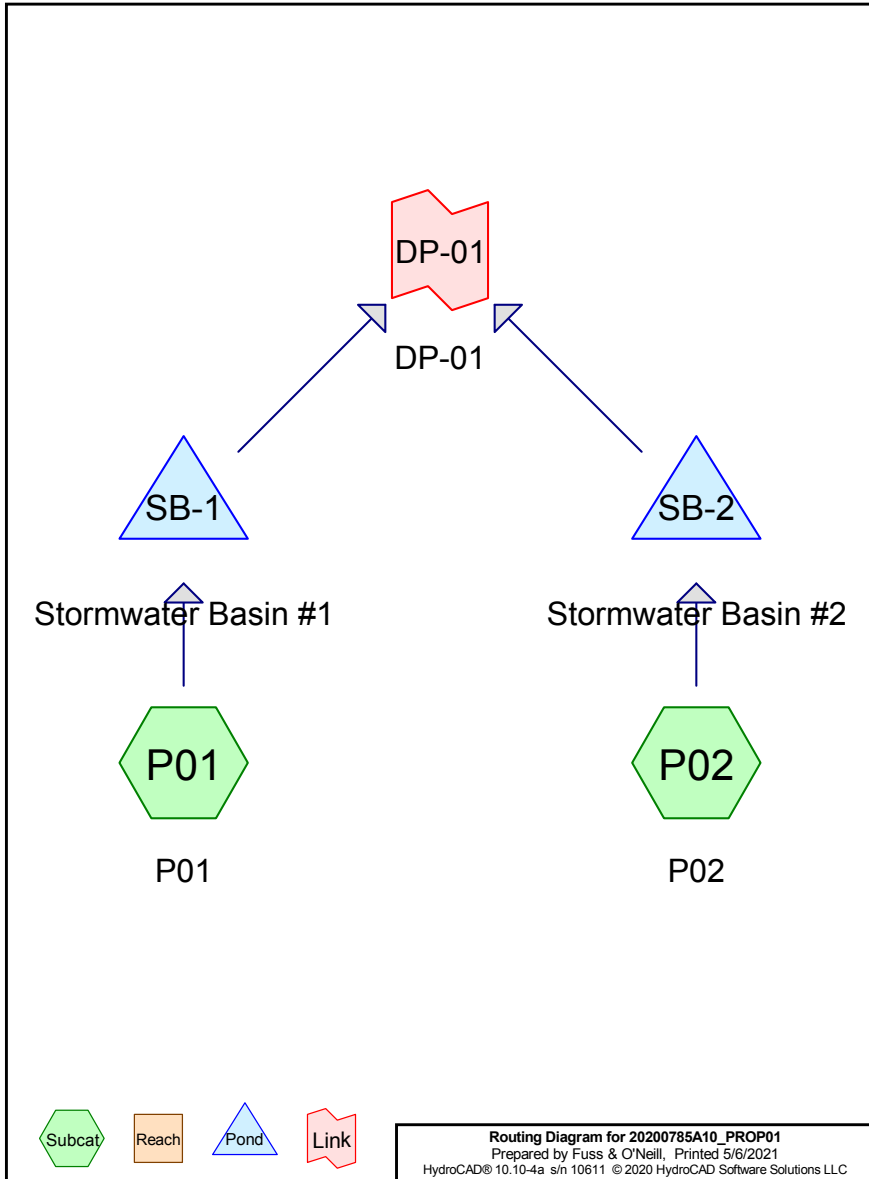 DP-01
DP-01
SB-1
SB-2
Stormwater Basin #1
Stormwater Basin #2
P01
P02
P01
P02
Subcat
Reach
Pond
Link
Routing Diagram for 20200785A10_PROP01
Prepared by Fuss & O'Neill, Printed 5/6/2021
HydroCAD® 10.10-4a s/n 10611 © 2020 HydroCAD Software Solutions LLC